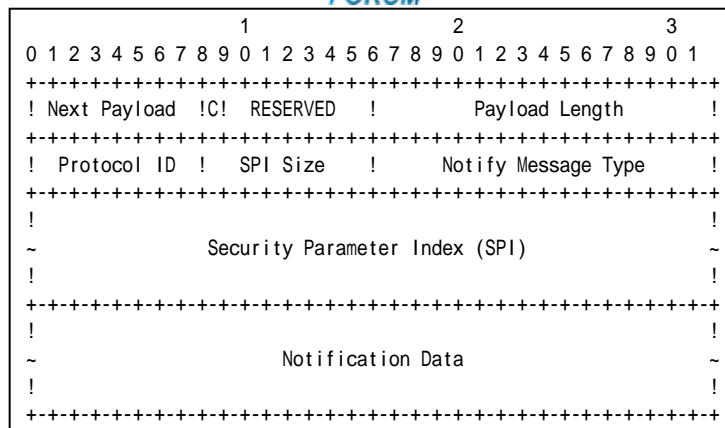 FORUM
                     1                   2                   3
 0 1 2 3 4 5 6 7 8 9 0 1 2 3 4 5 6 7 8 9 0 1 2 3 4 5 6 7 8 9 0 1
+-+-+-+-+-+-+-+-+-+-+-+-+-+-+-+-+-+-+-+-+-+-+-+-+-+-+-+-+-+-+-+-+
! Next Payload  !C!  RESERVED   !         Payload Length        !
+-+-+-+-+-+-+-+-+-+-+-+-+-+-+-+-+-+-+-+-+-+-+-+-+-+-+-+-+-+-+-+-+
!  Protocol ID  !   SPI Size    !      Notify Message Type      !
+-+-+-+-+-+-+-+-+-+-+-+-+-+-+-+-+-+-+-+-+-+-+-+-+-+-+-+-+-+-+-+-+
!                                                               !
~                Security Parameter Index (SPI)                 ~
!                                                               !
+-+-+-+-+-+-+-+-+-+-+-+-+-+-+-+-+-+-+-+-+-+-+-+-+-+-+-+-+-+-+-+-+
!                                                               !
~                       Notification Data                       ~
!                                                               !
+-+-+-+-+-+-+-+-+-+-+-+-+-+-+-+-+-+-+-+-+-+-+-+-+-+-+-+-+-+-+-+-+